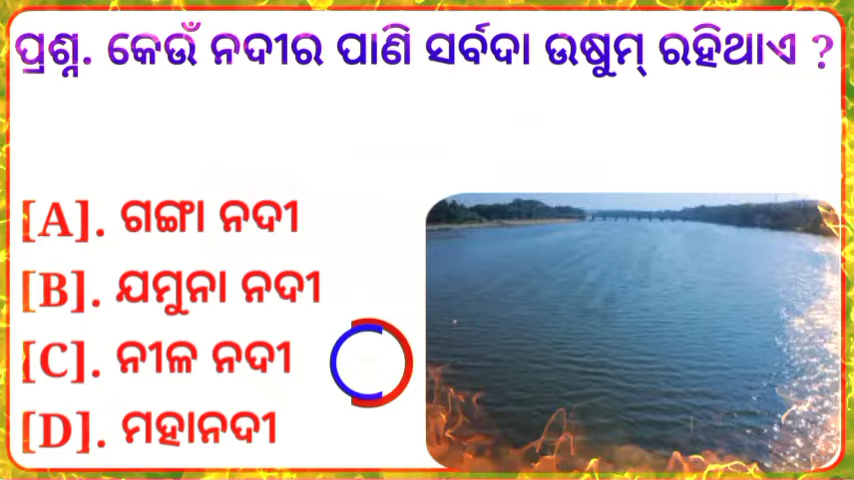 ପ୍ରଶ୍ନ. କେଉଁ ନଦୀର ପାଣି ସର୍ବଦା ଉଷୁମ୍ ରହିଥାଏ ?
[A]. ଗଙ୍ଗା ନଦୀ
[B]. ଯମୁନା ନଦୀ
[C]. ନୀଳ ନଦୀ
[D]. ମହାନଦୀ